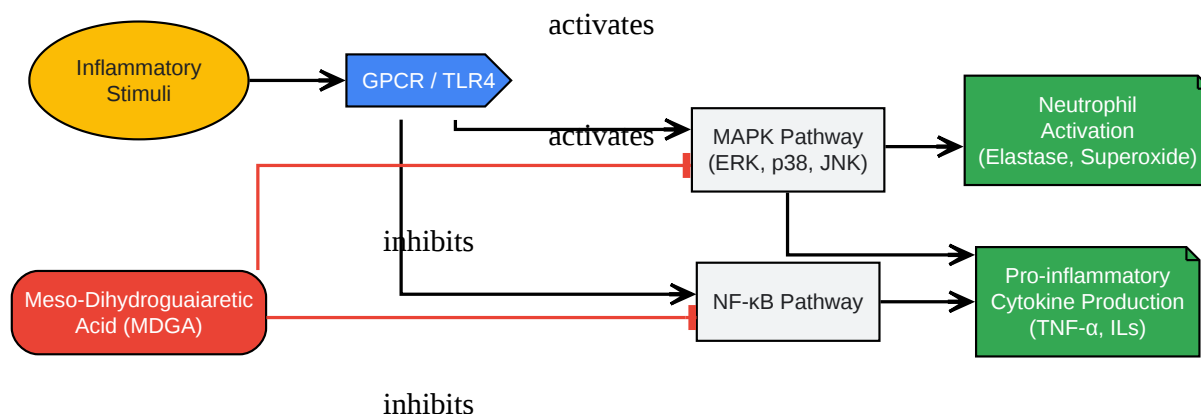 activates
Inflammatory
Stimuli
GPCR / TLR4
activates
MAPK Pathway
(ERK, p38, JNK)
Neutrophil
Activation
(Elastase, Superoxide)
inhibits
Meso-Dihydroguaiaretic
Acid (MDGA)
NF-κB Pathway
Pro-inflammatory
Cytokine Production
(TNF-α, ILs)
inhibits